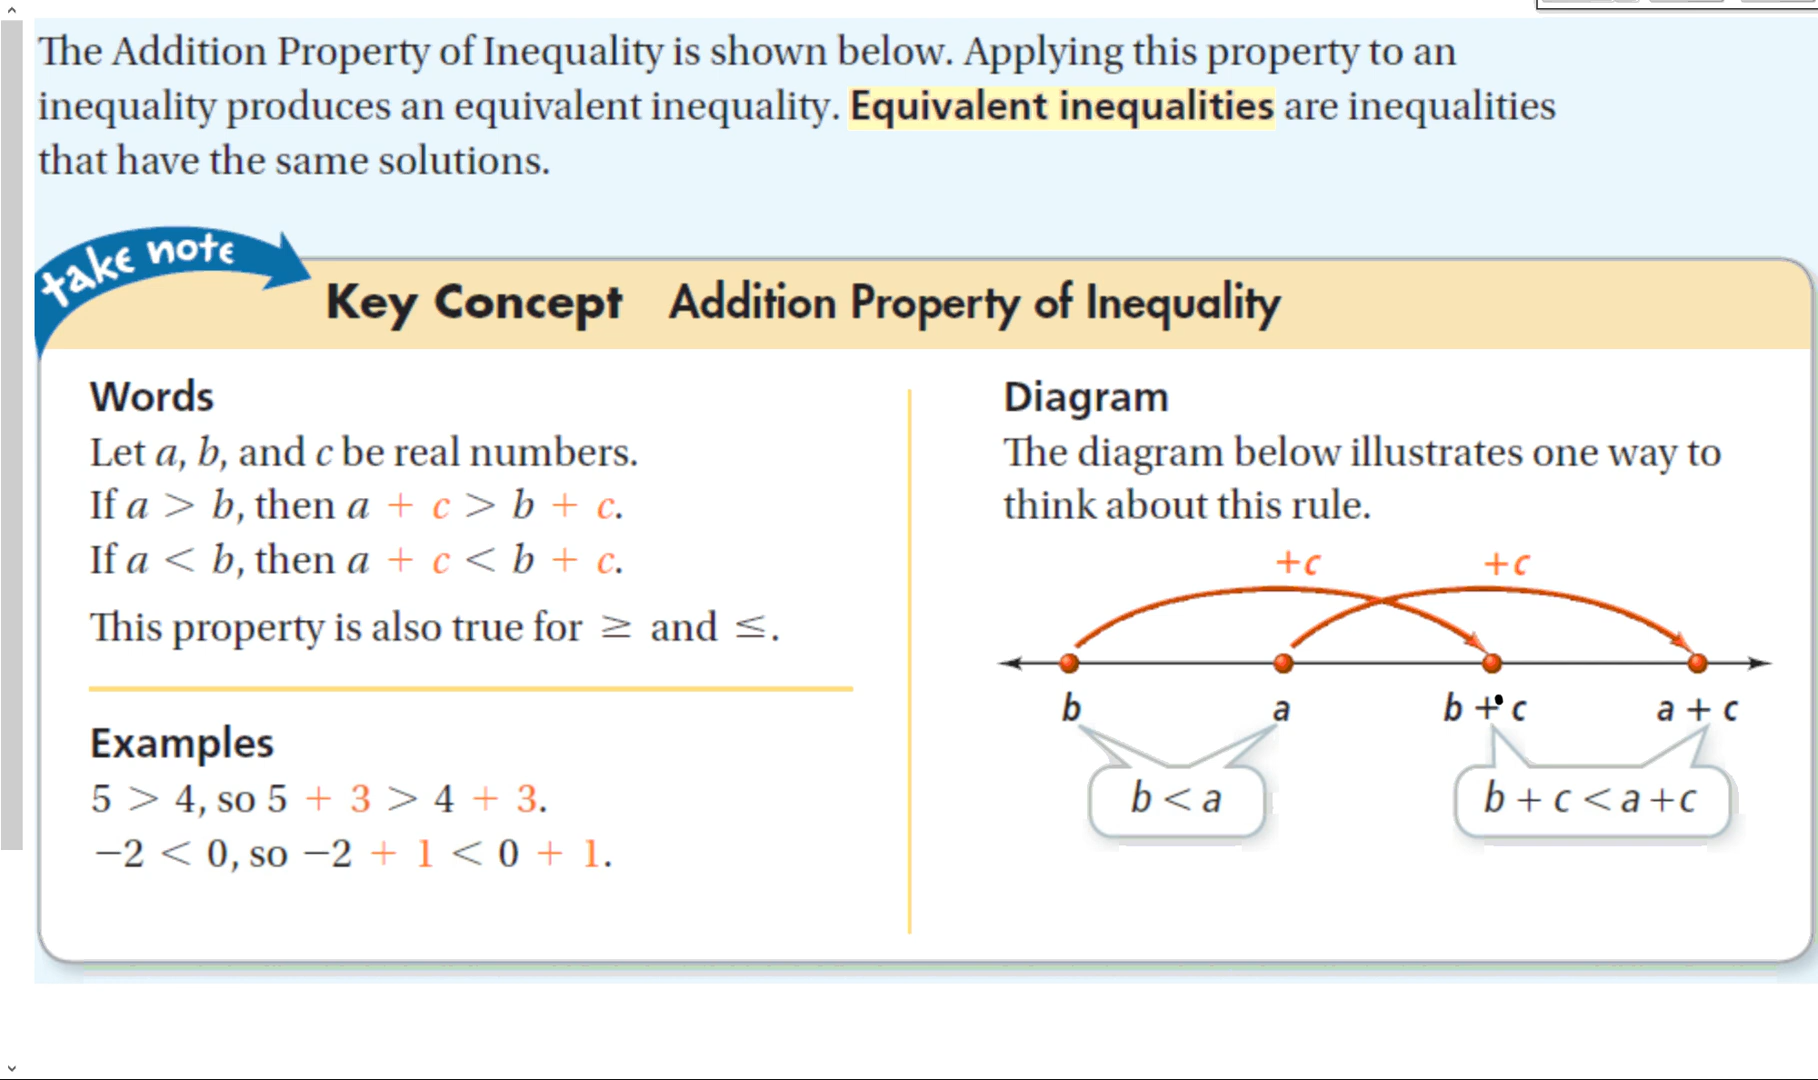 The Addition Property of Inequality is shown below. Applying this property to an
inequality produces an equivalent inequality. Equivalent inequalities are inequalities
that have the same solutions.
take note
Key Concept Addition Property of Inequality
Words
Let a, b, and c be real numbers.
If a > b, then a + c > b + c.
If a < b, then a + c < b + c.
This property is also true for ≥ and ≤.
Examples
5 > 4, so 5 + 3 > 4 + 3.
−2 < 0, so −2 + 1 < 0 + 1.
Diagram
The diagram below illustrates one way to
think about this rule.
+c +c
b a b + c a + c
b < a b + c < a + c